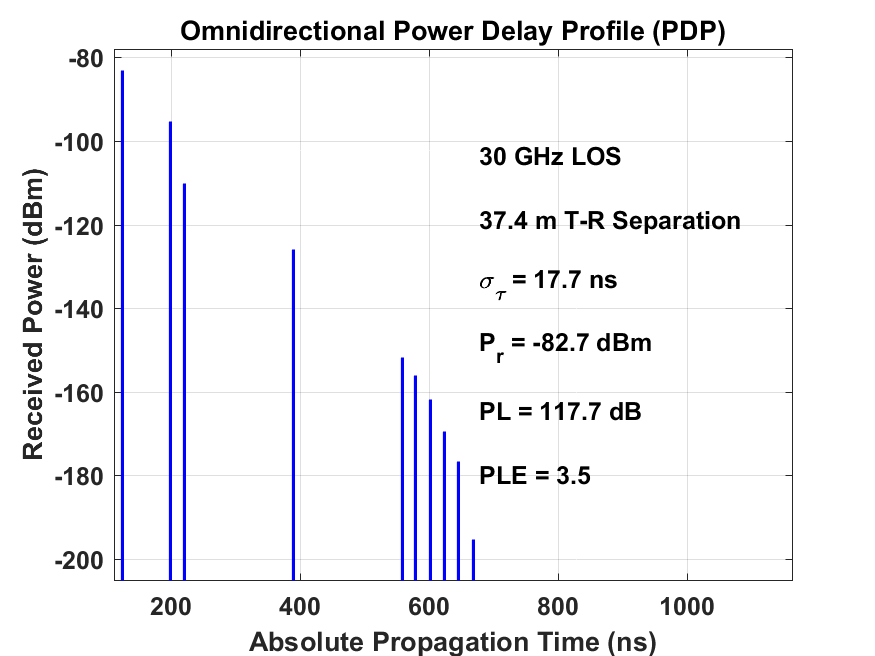 Omnidirectional Power Delay Profile (PDP)
Received Power (dBm)
-80
-100
-120
-140
-160
-180
-200
30 GHz LOS
37.4 m T-R Separation
σ_τ = 17.7 ns
P_r = -82.7 dBm
PL = 117.7 dB
PLE = 3.5
200 400 600 800 1000
Absolute Propagation Time (ns)